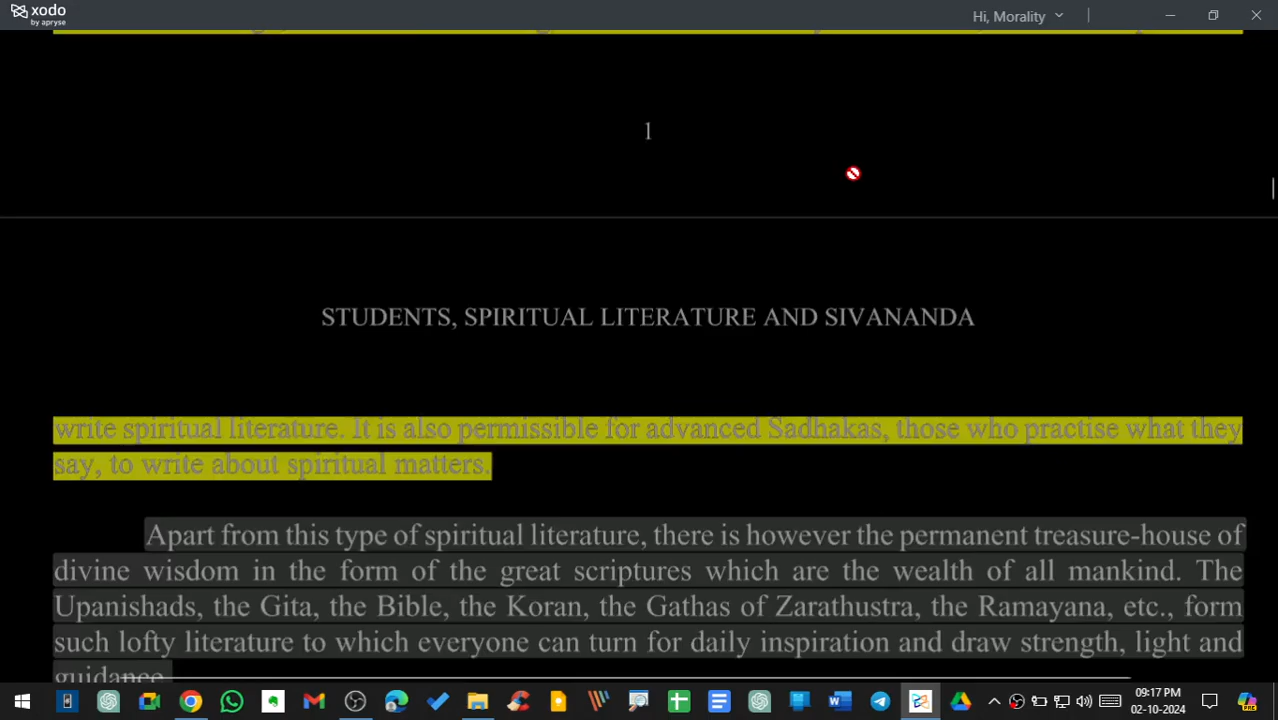 xodo
by apryse
Hi, Morality
1
STUDENTS, SPIRITUAL LITERATURE AND SIVANANDA
write spiritual literature. It is also permissible for advanced Sadhakas, those who practise what they
say, to write about spiritual matters.
Apart from this type of spiritual literature, there is however the permanent treasure-house of
divine wisdom in the form of the great scriptures which are the wealth of all mankind. The
Upanishads, the Gita, the Bible, the Koran, the Gathas of Zarathustra, the Ramayana, etc., form
such lofty literature to which everyone can turn for daily inspiration and draw strength, light and
guidance.
09:17 PM
02-10-2024